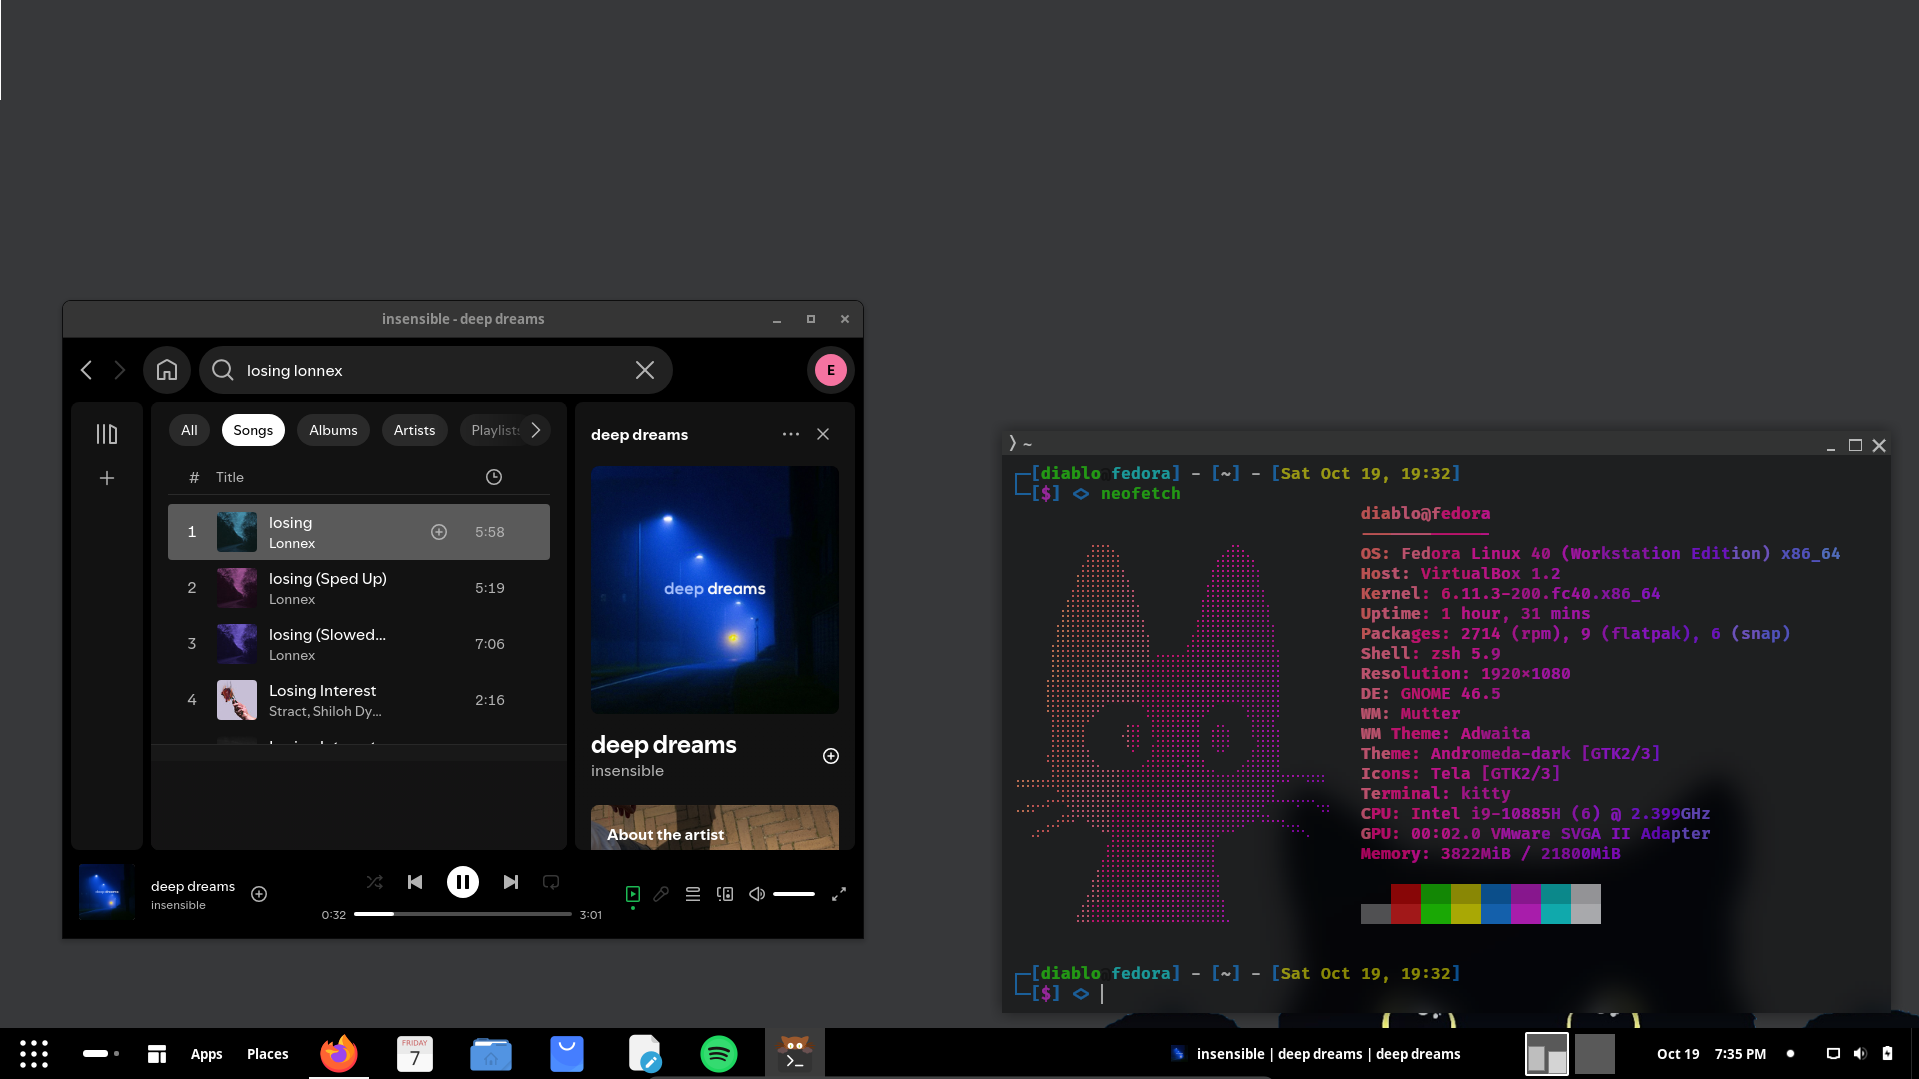 insensible - deep dreams
losing lonnex
E
All
Songs
Albums
Artists
Playlists
# Title
1
losing
Lonnex
5:58
2
losing (Sped Up)
Lonnex
5:19
3
losing (Slowed...
Lonnex
7:06
4
Losing Interest
Stract, Shiloh Dy...
2:16
deep dreams
deep dreams
deep dreams
insensible
About the artist
deep dreams
insensible
0:32
3:01
~
[diablo fedora] - [~] - [Sat Oct 19, 19:32]
[$] <> neofetch
diablo@fedora
OS: Fedora Linux 40 (Workstation Edition) x86_64
Host: VirtualBox 1.2
Kernel: 6.11.3-200.fc40.x86_64
Uptime: 1 hour, 31 mins
Packages: 2714 (rpm), 9 (flatpak), 6 (snap)
Shell: zsh 5.9
Resolution: 1920×1080
DE: GNOME 46.5
WM: Mutter
WM Theme: Adwaita
Theme: Andromeda-dark [GTK2/3]
Icons: Tela [GTK2/3]
Terminal: kitty
CPU: Intel i9-10885H (6) @ 2.399GHz
GPU: 00:02.0 VMware SVGA II Adapter
Memory: 3822MiB / 21800MiB
[diablo fedora] - [~] - [Sat Oct 19, 19:32]
[$] <>
Apps
Places
FRIDAY
7
insensible | deep dreams | deep dreams
Oct 19 7:35 PM